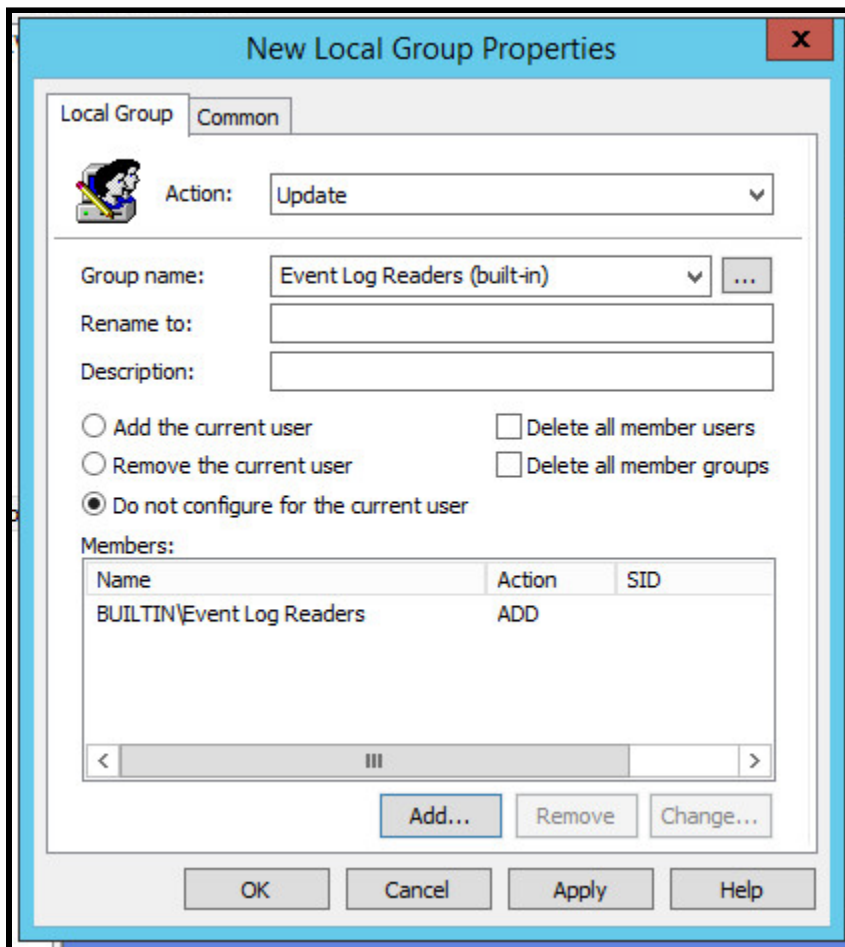 New Local Group Properties
x
Local Group Common
Action: Update
Group name: Event Log Readers (built-in) ...
Rename to:
Description:
Add the current user Delete all member users
Remove the current user Delete all member groups
Do not configure for the current user
Members:
Name Action SID
BUILTIN\Event Log Readers ADD
Add... Remove Change...
OK Cancel Apply Help